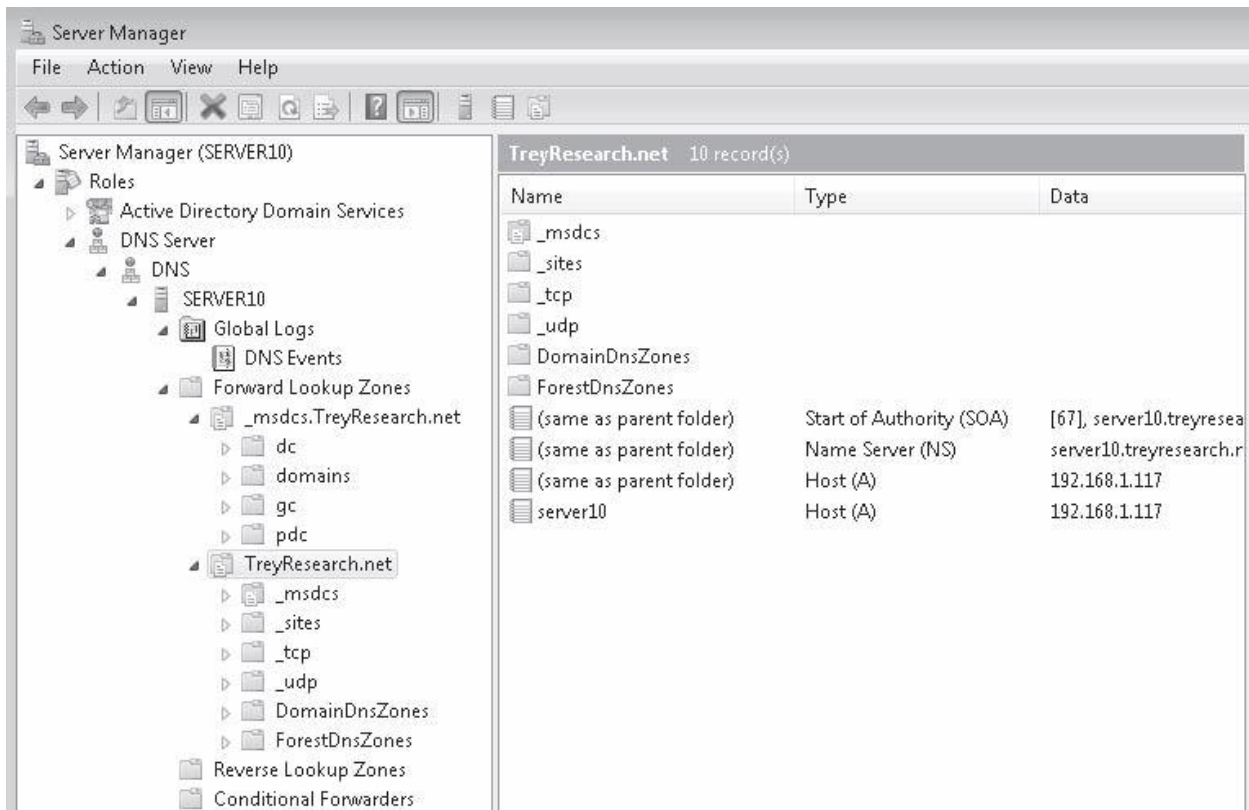 Server Manager
File Action View Help
Server Manager (SERVER10)
Roles
Active Directory Domain Services
DNS Server
DNS
SERVER10
Global Logs
DNS Events
Forward Lookup Zones
_msdcs.TreyResearch.net
dc
domains
gc
pdc
TreyResearch.net
_msdcs
_sites
_tcp
_udp
DomainDnsZones
ForestDnsZones
Reverse Lookup Zones
Conditional Forwarders
TreyResearch.net 10 record(s)
Name Type Data
_msdcs
_sites
_tcp
_udp
DomainDnsZones
ForestDnsZones
(same as parent folder) Start of Authority (SOA) [67], server10.treyresea
(same as parent folder) Name Server (NS) server10.treyresearch.r
(same as parent folder) Host (A) 192.168.1.117
server10 Host (A) 192.168.1.117